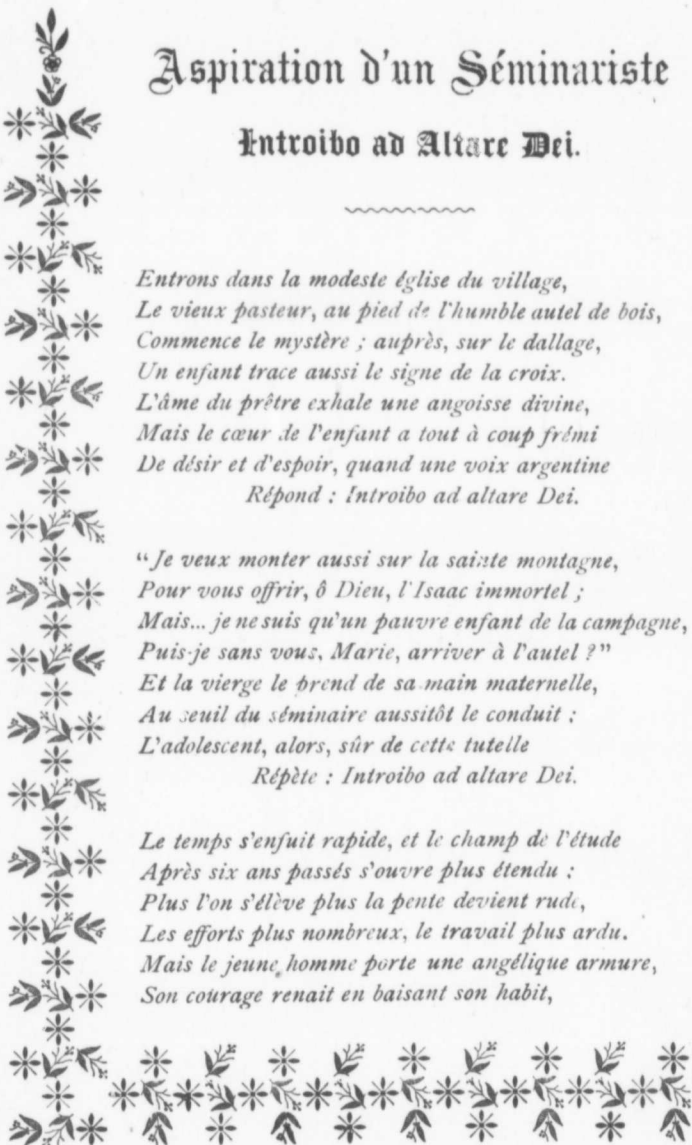 Aspiration d'un Séminariste
Introibo ad Altare Dei.
Entrons dans la modeste église du village,
Le vieux pasteur, au pied de l'humble autel de bois,
Commence le mystère ; auprès, sur le dallage,
Un enfant trace aussi le signe de la croix.
L'âme du prêtre exhale une angoisse divine,
Mais le cœur de l'enfant a tout à coup frémi
De désir et d'espoir, quand une voix argentine
Répond : Introibo ad altare Dei.
“Je veux monter aussi sur la sainte montagne,
Pour vous offrir, ô Dieu, l'Isaac immortel ;
Mais... je ne suis qu'un pauvre enfant de la campagne,
Puis-je sans vous, Marie, arriver à l'autel ?”
Et la vierge le prend de sa main maternelle,
Au seuil du séminaire aussitôt le conduit ;
L'adolescent, alors, sûr de cette tutelle
Répète : Introibo ad altare Dei.
Le temps s'enfuit rapide, et le champ de l'étude
Après six ans passés s'ouvre plus étendu :
Plus l'on s'élève plus la pente devient rude,
Les efforts plus nombreux, le travail plus ardu.
Mais le jeune homme porte une angélique armure,
Son courage renait en baisant son habit,